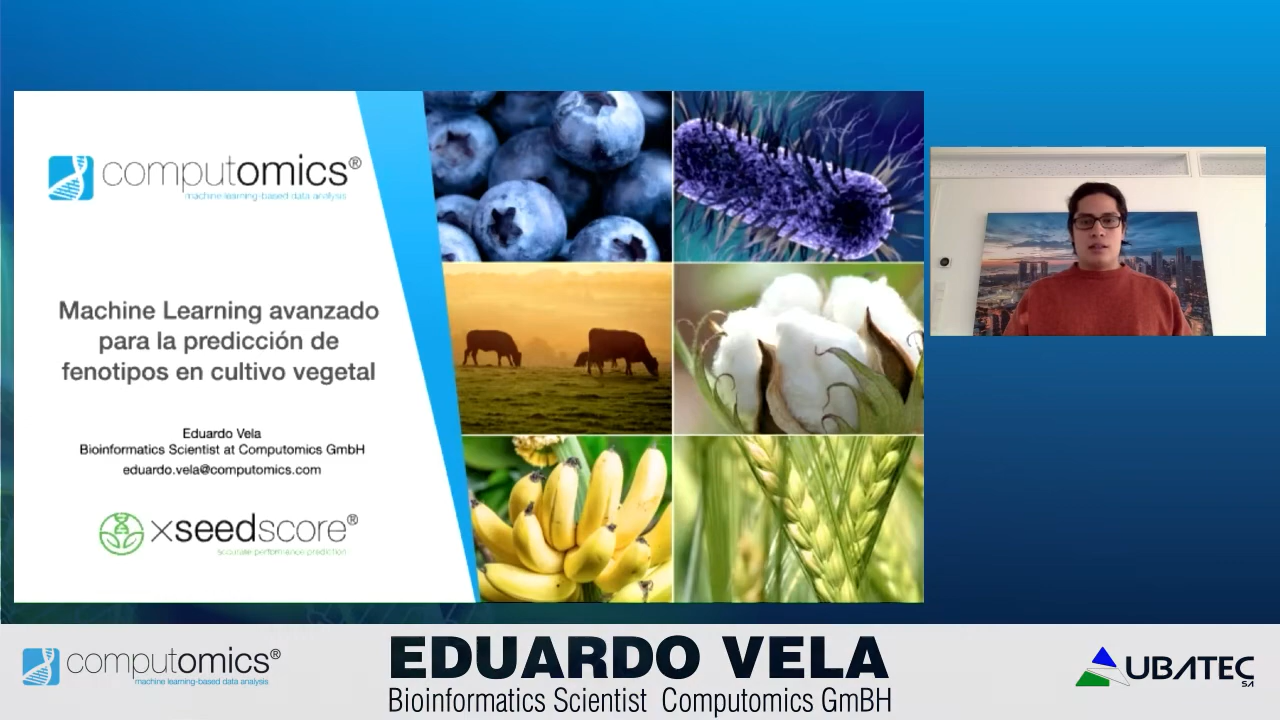 computomics®
machine learning-based data analysis
Machine Learning avanzado
para la predicción de
fenotipos en cultivo vegetal
Eduardo Vela
Bioinformatics Scientist at Computomics GmbH
eduardo.vela@computomics.com
xseedscore®
accurate performance prediction
computomics®
machine learning-based data analysis
EDUARDO VELA
Bioinformatics Scientist Computomics GmBH
UBATEC
SA